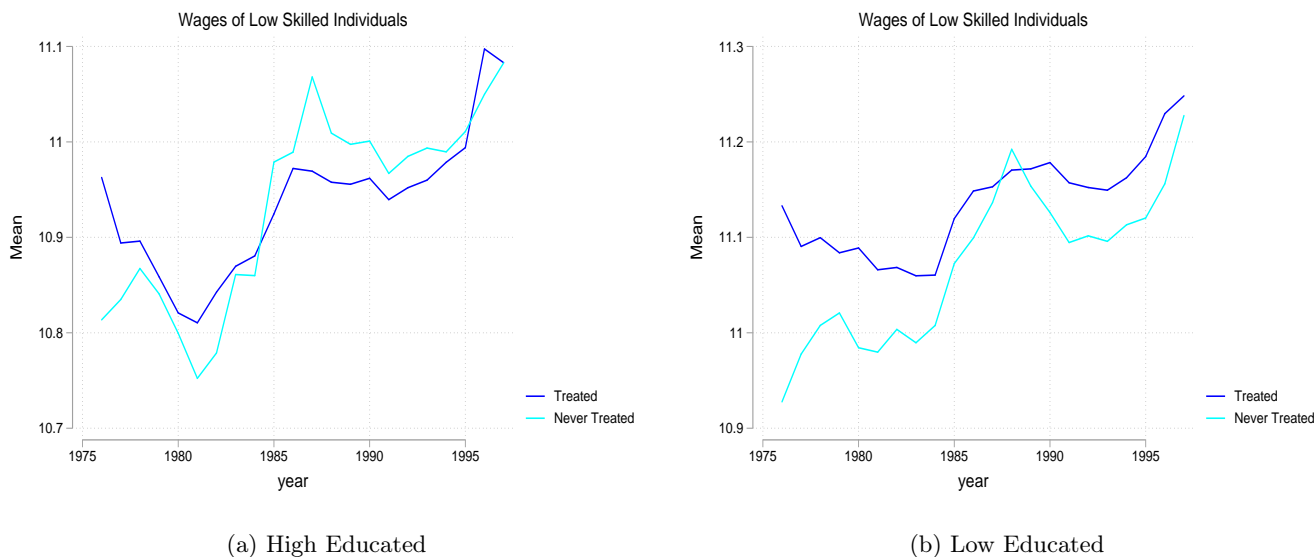 Wages of Low Skilled Individuals
11.1
11
10.9
10.8
10.7
Mean
1975 1980 1985 1990 1995
year
Treated
Never Treated
(a) High Educated
Wages of Low Skilled Individuals
11.3
11.2
11.1
11
10.9
Mean
1975 1980 1985 1990 1995
year
Treated
Never Treated
(b) Low Educated